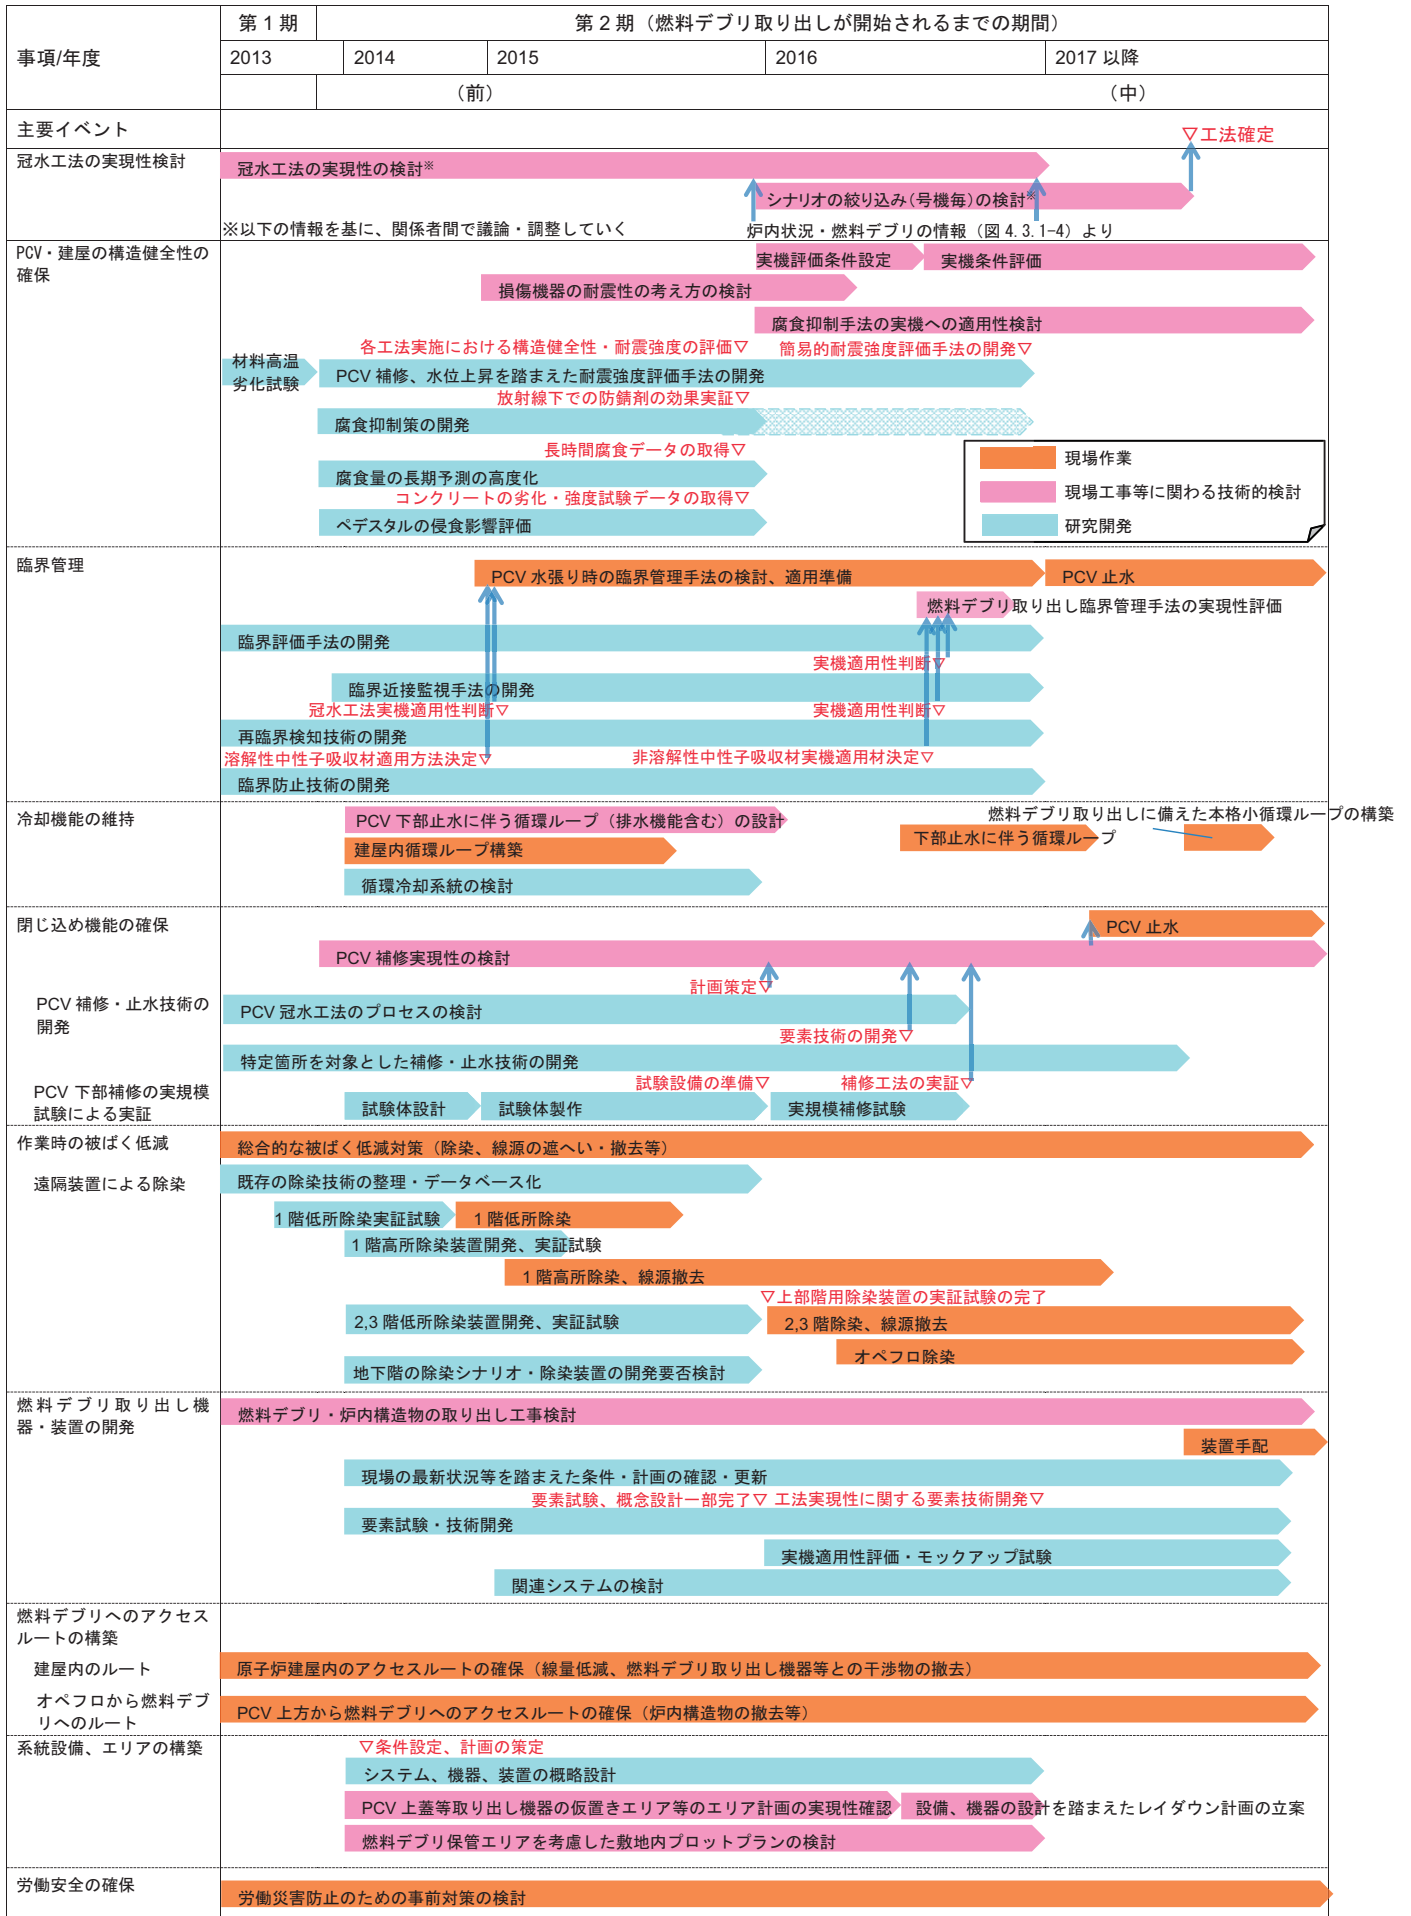 事項/年度
第 1 期
第 2 期（燃料デブリ取り出しが開始されるまでの期間）
2013
2014
2015
2016
2017 以降
（前）
（中）
主要イベント
▽工法確定
冠水工法の実現性検討
冠水工法の実現性の検討※
シナリオの絞り込み（号機毎）の検討※
※以下の情報を基に、関係者間で議論・調整していく
炉内状況・燃料デブリの情報（図 4.3.1-4）より
PCV・建屋の構造健全性の
確保
実機評価条件設定
実機条件評価
損傷機器の耐震性の考え方の検討
腐食抑制手法の実機への適用性検討
各工法実施における構造健全性・耐震強度の評価▽
簡易的耐震強度評価手法の開発▽
材料高温
劣化試験
PCV 補修、水位上昇を踏まえた耐震強度評価手法の開発
放射線下での防錆剤の効果実証▽
腐食抑制策の開発
長時間腐食データの取得▽
腐食量の長期予測の高度化
コンクリートの劣化・強度試験データの取得▽
ペデスタルの侵食影響評価
現場作業
現場工事等に関わる技術的検討
研究開発
臨界管理
PCV 水張り時の臨界管理手法の検討、適用準備
PCV 止水
燃料デブリ取り出し臨界管理手法の実現性評価
臨界評価手法の開発
実機適用性判断▽
臨界近接監視手法の開発
冠水工法実機適用性判断▽
実機適用性判断▽
再臨界検知技術の開発
溶解性中性子吸収材適用方法決定▽
非溶解性中性子吸収材実機適用材決定▽
臨界防止技術の開発
冷却機能の維持
PCV 下部止水に伴う循環ループ（排水機能含む）の設計
燃料デブリ取り出しに備えた本格小循環ループの構築
下部止水に伴う循環ループ
建屋内循環ループ構築
循環冷却系統の検討
閉じ込め機能の確保
PCV 止水
PCV 補修実現性の検討
計画策定▽
PCV 補修・止水技術の
開発
PCV 冠水工法のプロセスの検討
要素技術の開発▽
特定箇所を対象とした補修・止水技術の開発
試験設備の準備▽
補修工法の実証▽
PCV 下部補修の実規模
試験による実証
試験体設計
試験体製作
実規模補修試験
作業時の被ばく低減
総合的な被ばく低減対策（除染、線源の遮へい・撤去等）
遠隔装置による除染
既存の除染技術の整理・データベース化
1 階低所除染実証試験
1 階低所除染
1 階高所除染装置開発、実証試験
1 階高所除染、線源撤去
▽上部階用除染装置の実証試験の完了
2,3 階低所除染装置開発、実証試験
2,3 階除染、線源撤去
オペフロ除染
地下階の除染シナリオ・除染装置の開発要否検討
燃料デブリ取り出し機
器・装置の開発
燃料デブリ・炉内構造物の取り出し工事検討
装置手配
現場の最新状況等を踏まえた条件・計画の確認・更新
要素試験、概念設計一部完了▽
工法実現性に関する要素技術開発▽
要素試験・技術開発
実機適用性評価・モックアップ試験
関連システムの検討
燃料デブリへのアクセス
ルートの構築
建屋内のルート
原子炉建屋内のアクセスルートの確保（線量低減、燃料デブリ取り出し機器等との干渉物の撤去）
オペフロから燃料デブ
リへのルート
PCV 上方から燃料デブリへのアクセスルートの確保（炉内構造物の撤去等）
系統設備、エリアの構築
▽条件設定、計画の策定
システム、機器、装置の概略設計
PCV 上蓋等取り出し機器の仮置きエリア等のエリア計画の実現性確認
設備、機器の設計を踏まえたレイダウン計画の立案
燃料デブリ保管エリアを考慮した敷地内プロットプランの検討
労働安全の確保
労働災害防止のための事前対策の検討